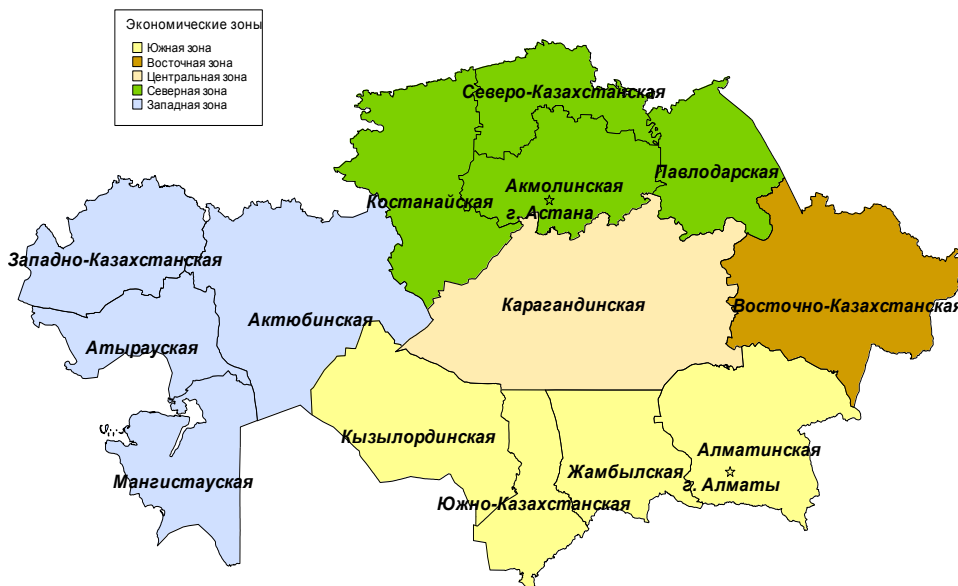 Экономические зоны
Южная зона
Восточная зона
Центральная зона
Северная зона
Западная зона
Северо-Казахстанская
Павлодарская
Акмолинская
Костанайская
г. Астана
Западно-Казахстанская
Карагандинская
Восточно-Казахстанская
Актюбинская
Атырауская
Кызылординская
Алматинская
Жамбылская
г. Алматы
Мангистауская
Южно-Казахстанская